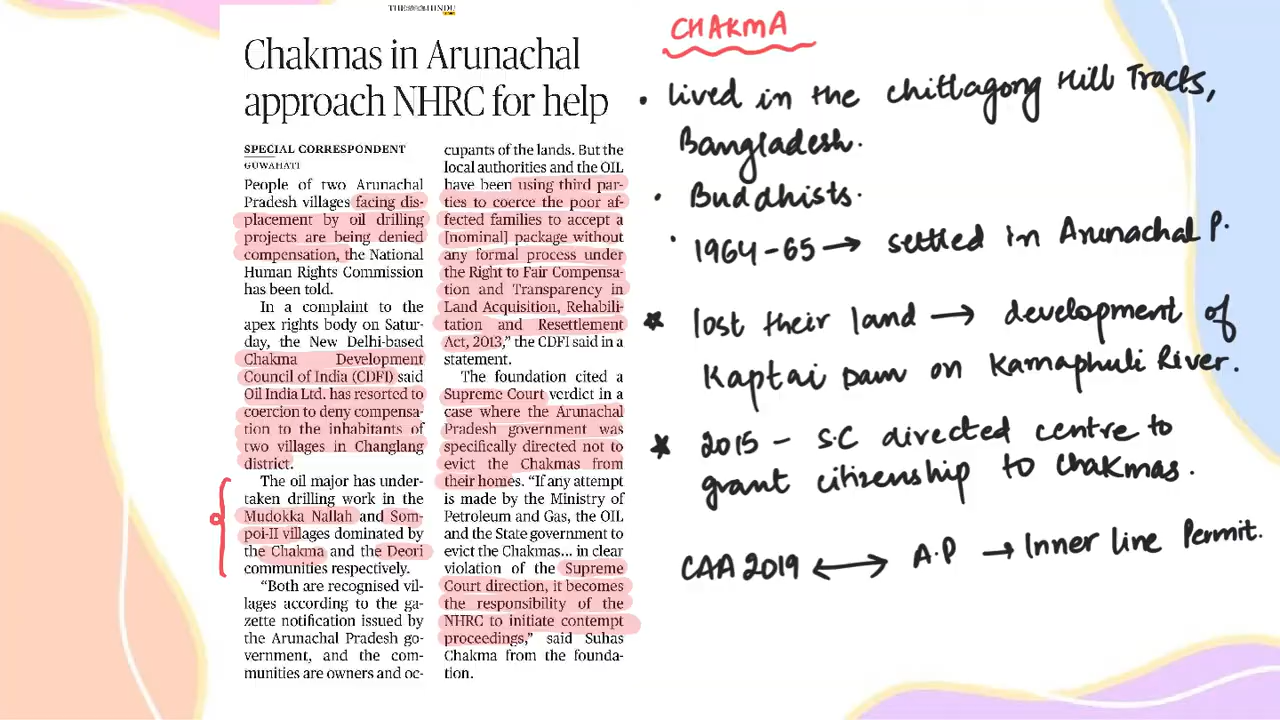 THE HINDU
.com
Chakmas in Arunachal
approach NHRC for help
SPECIAL CORRESPONDENT
GUWAHATI
People of two Arunachal
Pradesh villages facing dis-
placement by oil drilling
projects are being denied
compensation, the National
Human Rights Commission
has been told.
In a complaint to the
apex rights body on Satur-
day, the New Delhi-based
Chakma Development
Council of India (CDFI) said
Oil India Ltd. has resorted to
coercion to deny compensa-
tion to the inhabitants of
two villages in Changlang
district.
The oil major has under-
taken drilling work in the
Mudokka Nallah and Som-
poi-II villages dominated by
the Chakma and the Deori
communities respectively.
“Both are recognised vil-
lages according to the ga-
zette notification issued by
the Arunachal Pradesh go-
vernment, and the com-
munities are owners and oc-
cupants of the lands. But the
local authorities and the OIL
have been using third par-
ties to coerce the poor af-
fected families to accept a
[nominal] package without
any formal process under
the Right to Fair Compensa-
tion and Transparency in
Land Acquisition, Rehabili-
tation and Resettlement
Act, 2013,” the CDFI said in a
statement.
The foundation cited a
Supreme Court verdict in a
case where the Arunachal
Pradesh government was
specifically directed not to
evict the Chakmas from
their homes. “If any attempt
is made by the Ministry of
Petroleum and Gas, the OIL
and the State government to
evict the Chakmas... in clear
violation of the Supreme
Court direction, it becomes
the responsibility of the
NHRC to initiate contempt
proceedings,” said Suhas
Chakma from the founda-
tion.
CHAKMA
• lived in the chittagong Hill Tracts,
Bangladesh.
• Buddhists.
• 1964-65 → settled in Arunachal P.
★ lost their land → development of
Kaptai Dam on Karnaphuli River.
★ 2015 - S.C directed centre to
grant citizenship to Chakmas.
CAA 2019 ↔ A.P → Inner line Permit.